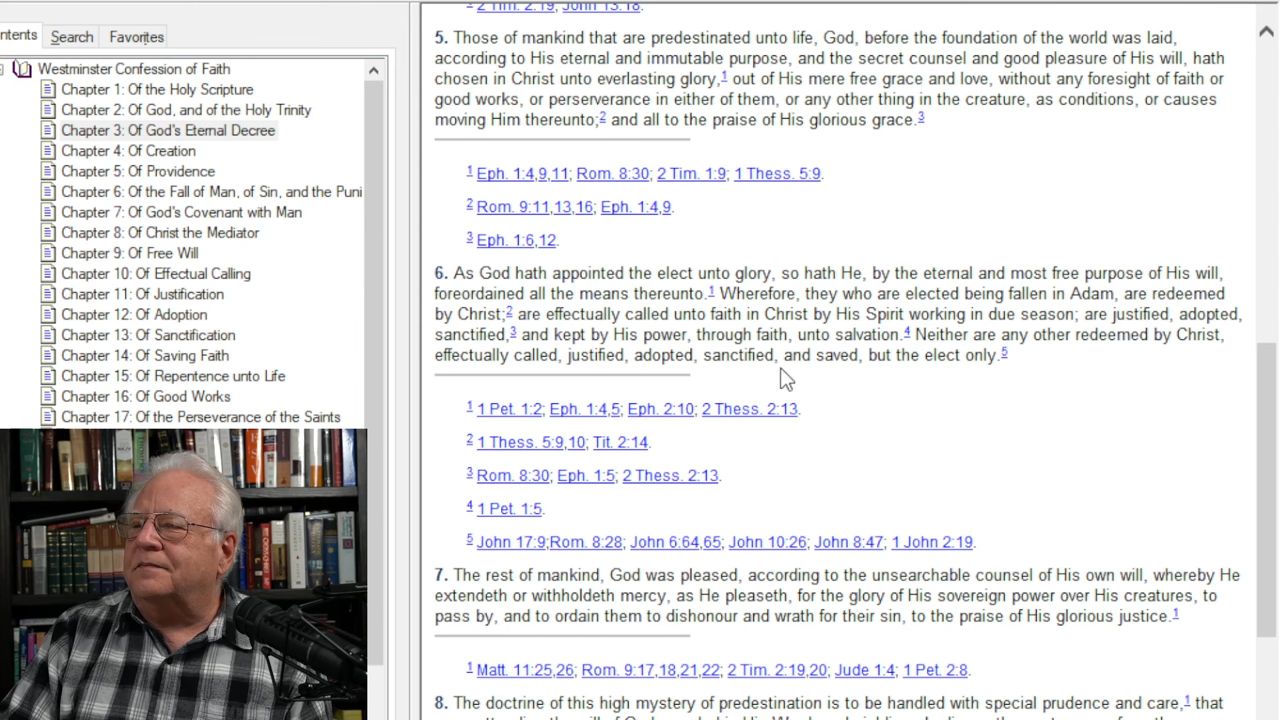 ntents Search Favorites
Westminster Confession of Faith
Chapter 1: Of the Holy Scripture
Chapter 2: Of God, and of the Holy Trinity
Chapter 3: Of God's Eternal Decree
Chapter 4: Of Creation
Chapter 5: Of Providence
Chapter 6: Of the Fall of Man, of Sin, and the Puni
Chapter 7: Of God's Covenant with Man
Chapter 8: Of Christ the Mediator
Chapter 9: Of Free Will
Chapter 10: Of Effectual Calling
Chapter 11: Of Justification
Chapter 12: Of Adoption
Chapter 13: Of Sanctification
Chapter 14: Of Saving Faith
Chapter 15: Of Repentence unto Life
Chapter 16: Of Good Works
Chapter 17: Of the Perseverance of the Saints
2 Tim. 2:19; John 13:18.
5. Those of mankind that are predestinated unto life, God, before the foundation of the world was laid,
according to His eternal and immutable purpose, and the secret counsel and good pleasure of His will, hath
chosen in Christ unto everlasting glory,1 out of His mere free grace and love, without any foresight of faith or
good works, or perseverance in either of them, or any other thing in the creature, as conditions, or causes
moving Him thereunto;2 and all to the praise of His glorious grace.3
1 Eph. 1:4,9,11; Rom. 8:30; 2 Tim. 1:9; 1 Thess. 5:9.
2 Rom. 9:11,13,16; Eph. 1:4,9.
3 Eph. 1:6,12.
6. As God hath appointed the elect unto glory, so hath He, by the eternal and most free purpose of His will,
foreordained all the means thereunto.1 Wherefore, they who are elected being fallen in Adam, are redeemed
by Christ;2 are effectually called unto faith in Christ by His Spirit working in due season; are justified, adopted,
sanctified,3 and kept by His power, through faith, unto salvation.4 Neither are any other redeemed by Christ,
effectually called, justified, adopted, sanctified, and saved, but the elect only.5
1 1 Pet. 1:2; Eph. 1:4,5; Eph. 2:10; 2 Thess. 2:13.
2 1 Thess. 5:9,10; Tit. 2:14.
3 Rom. 8:30; Eph. 1:5; 2 Thess. 2:13.
4 1 Pet. 1:5.
5 John 17:9;Rom. 8:28; John 6:64,65; John 10:26; John 8:47; 1 John 2:19.
7. The rest of mankind, God was pleased, according to the unsearchable counsel of His own will, whereby He
extendeth or withholdeth mercy, as He pleaseth, for the glory of His sovereign power over His creatures, to
pass by, and to ordain them to dishonour and wrath for their sin, to the praise of His glorious justice.1
1 Matt. 11:25,26; Rom. 9:17,18,21,22; 2 Tim. 2:19,20; Jude 1:4; 1 Pet. 2:8.
8. The doctrine of this high mystery of predestination is to be handled with special prudence and care,1 that